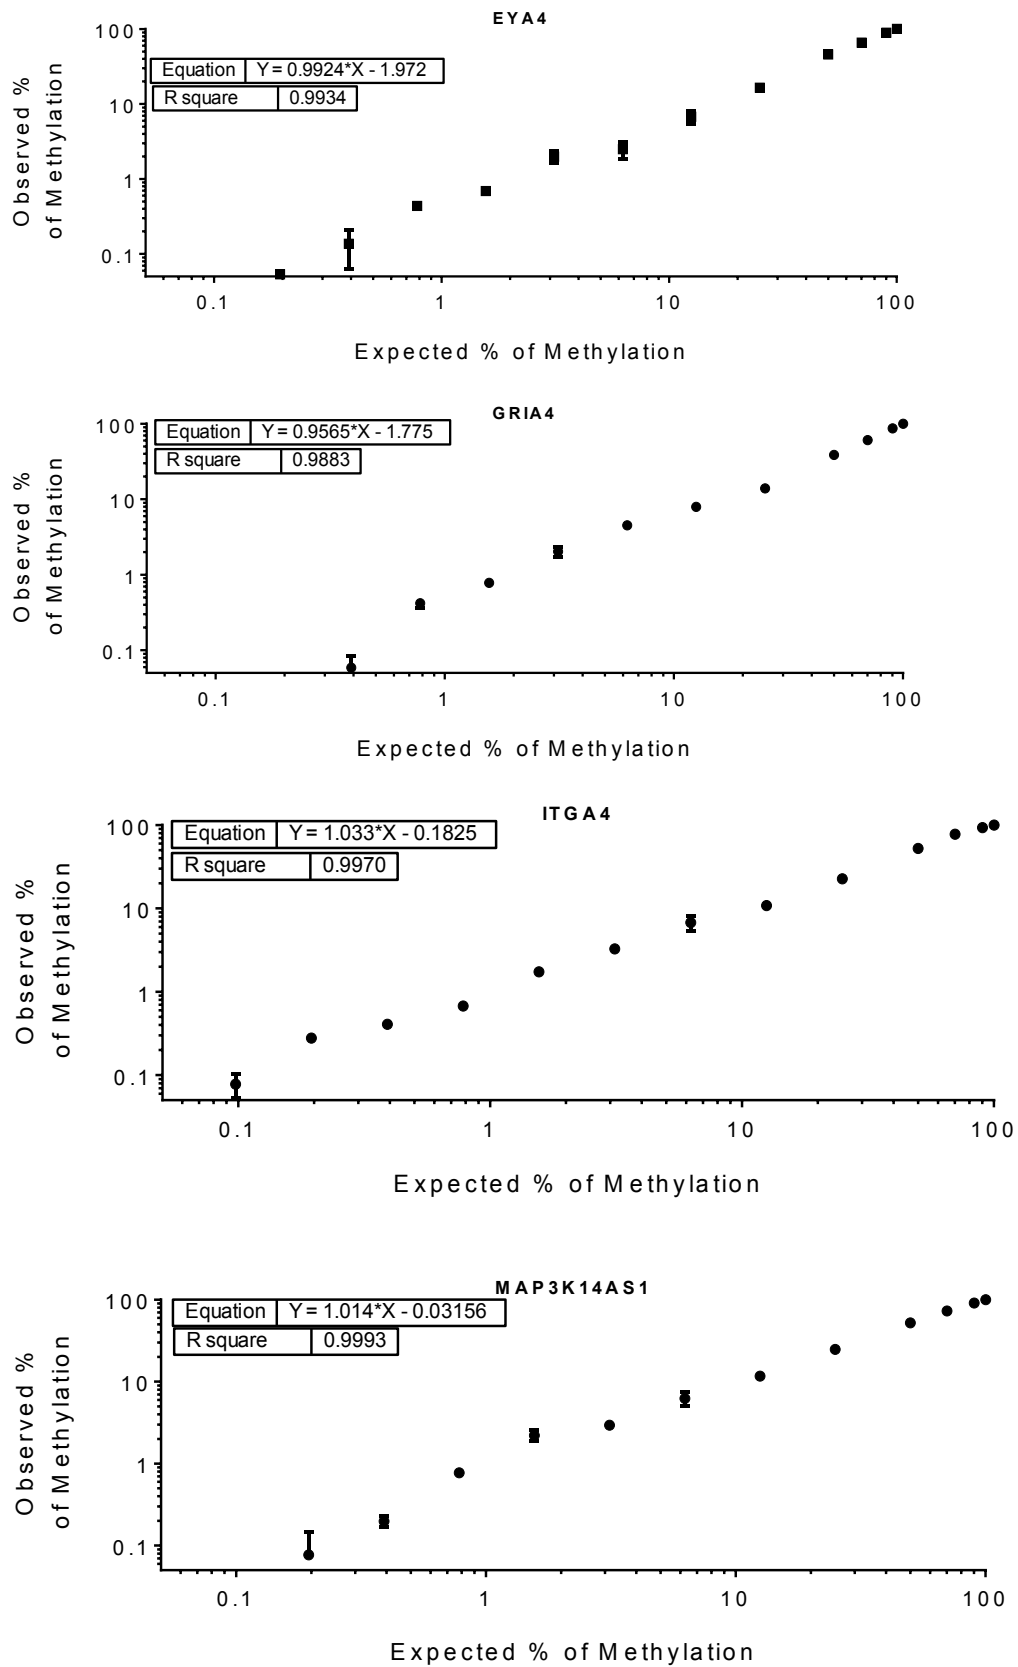 EYA4
100
Equation Y = 0.9924*X - 1.972
R square 0.9934
10
1
0.1
Observed %
of Methylation
0.1 1 10 100
Expected % of Methylation
GRIA4
100
Equation Y = 0.9565*X - 1.775
R square 0.9883
10
1
0.1
Observed %
of Methylation
0.1 1 10 100
Expected % of Methylation
ITGA4
100
Equation Y = 1.033*X - 0.1825
R square 0.9970
10
1
0.1
Observed %
of Methylation
0.1 1 10 100
Expected % of Methylation
MAP3K14AS1
100
Equation Y = 1.014*X - 0.03156
R square 0.9993
10
1
0.1
Observed %
of Methylation
0.1 1 10 100
Expected % of Methylation